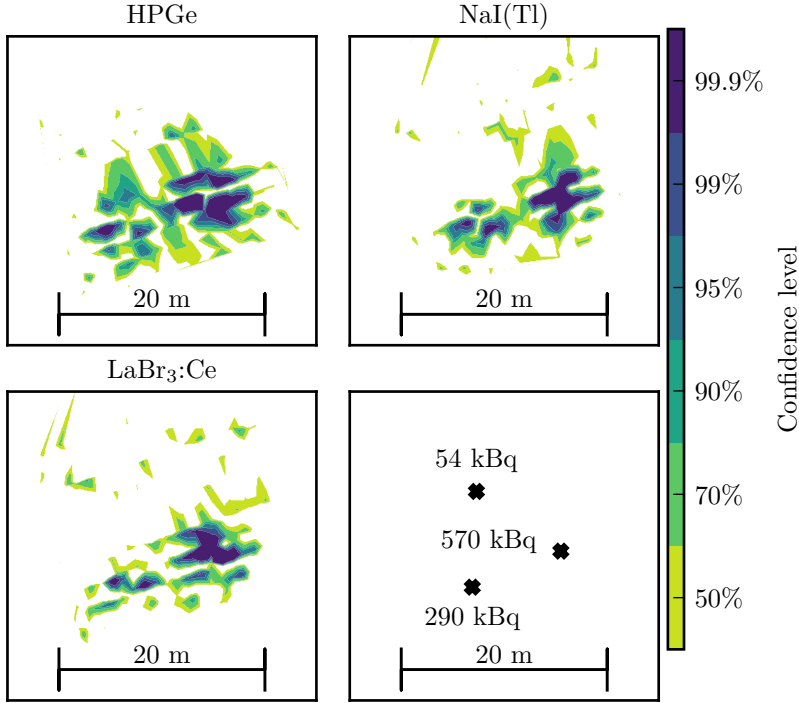 HPGe
NaI(Tl)
20 m
20 m
LaBr₃:Ce
54 kBq
570 kBq
290 kBq
20 m
20 m
99.9%
99%
95%
90%
70%
50%
Confidence level